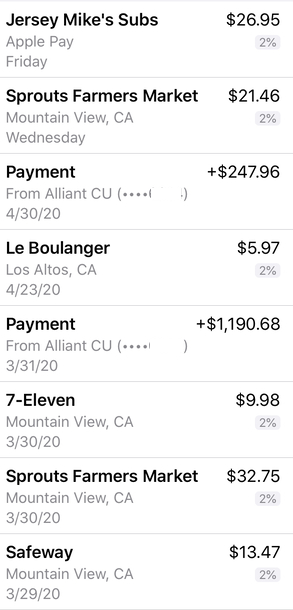 Jersey Mike's Subs $26.95
Apple Pay 2%
Friday
Sprouts Farmers Market $21.46
Mountain View, CA 2%
Wednesday
Payment +$247.96
From Alliant CU (••••)
4/30/20
Le Boulanger $5.97
Los Altos, CA 2%
4/23/20
Payment +$1,190.68
From Alliant CU (••••)
3/31/20
7-Eleven $9.98
Mountain View, CA 2%
3/30/20
Sprouts Farmers Market $32.75
Mountain View, CA 2%
3/30/20
Safeway $13.47
Mountain View, CA 2%
3/29/20